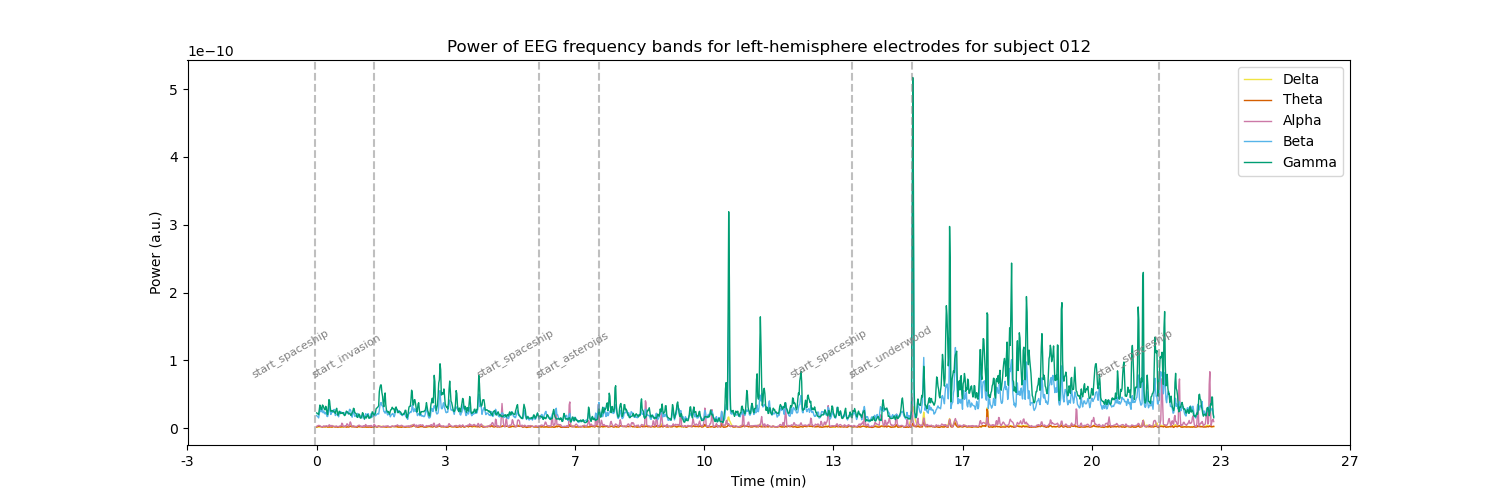 Power of EEG frequency bands for left-hemisphere electrodes for subject 012
1e−10
5
4
3
2
1
0
Power (a.u.)
Delta
Theta
Alpha
Beta
Gamma
start_spaceship
start_invasion
start_spaceship
start_asteroids
start_spaceship
start_underwood
start_spaceship
-3 0 3 7 10 13 17 20 23 27
Time (min)